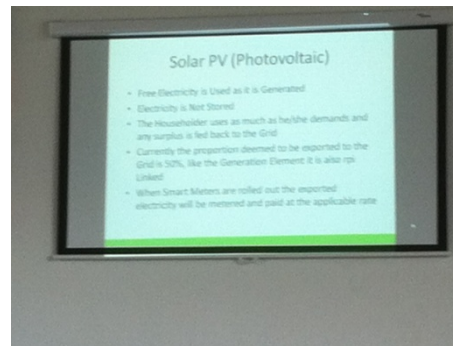 Solar PV (Photovoltaic)
• Free Electricity is Used as it is Generated
• Electricity is Not Stored
• The Householder uses as much as he/she demands and
any surplus is fed back to the Grid
• Currently the proportion deemed to be exported to the
Grid is 50%, like the Generation Element it is also rpi
Linked
• When Smart Meters are rolled out the exported
electricity will be metered and paid at the applicable rate